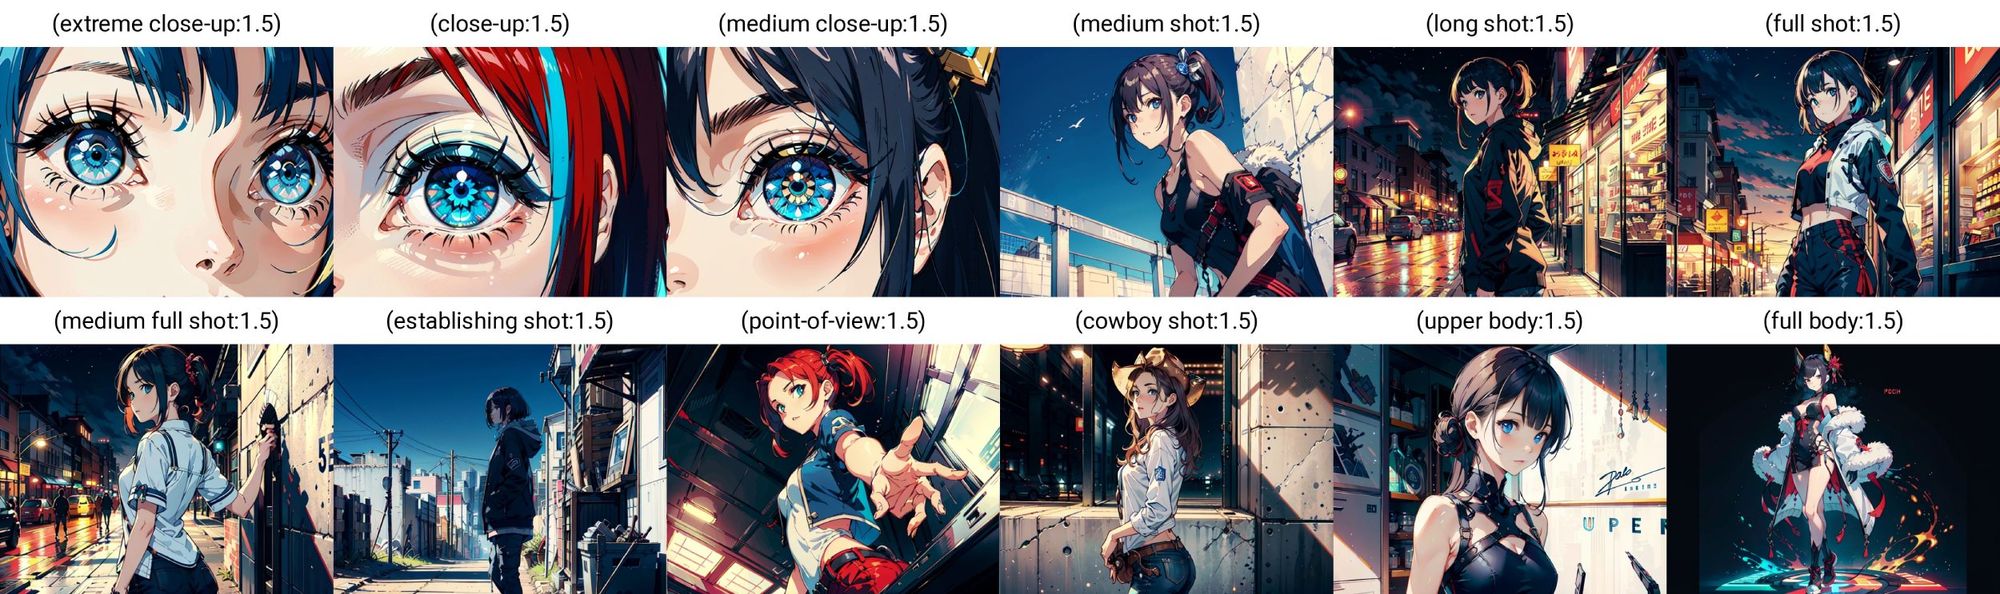 (extreme close-up:1.5)
(close-up:1.5)
(medium close-up:1.5)
(medium shot:1.5)
(long shot:1.5)
(full shot:1.5)
(medium full shot:1.5)
(establishing shot:1.5)
(point-of-view:1.5)
(cowboy shot:1.5)
(upper body:1.5)
(full body:1.5)
UPER